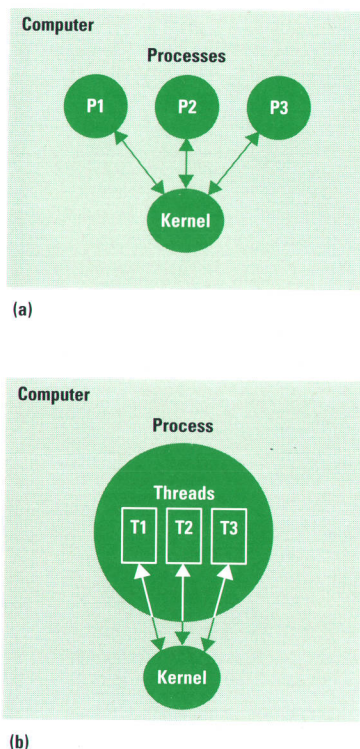 Computer
Processes
P1 P2 P3
Kernel
(a)
Computer
Process
Threads
T1 T2 T3
Kernel
(b)